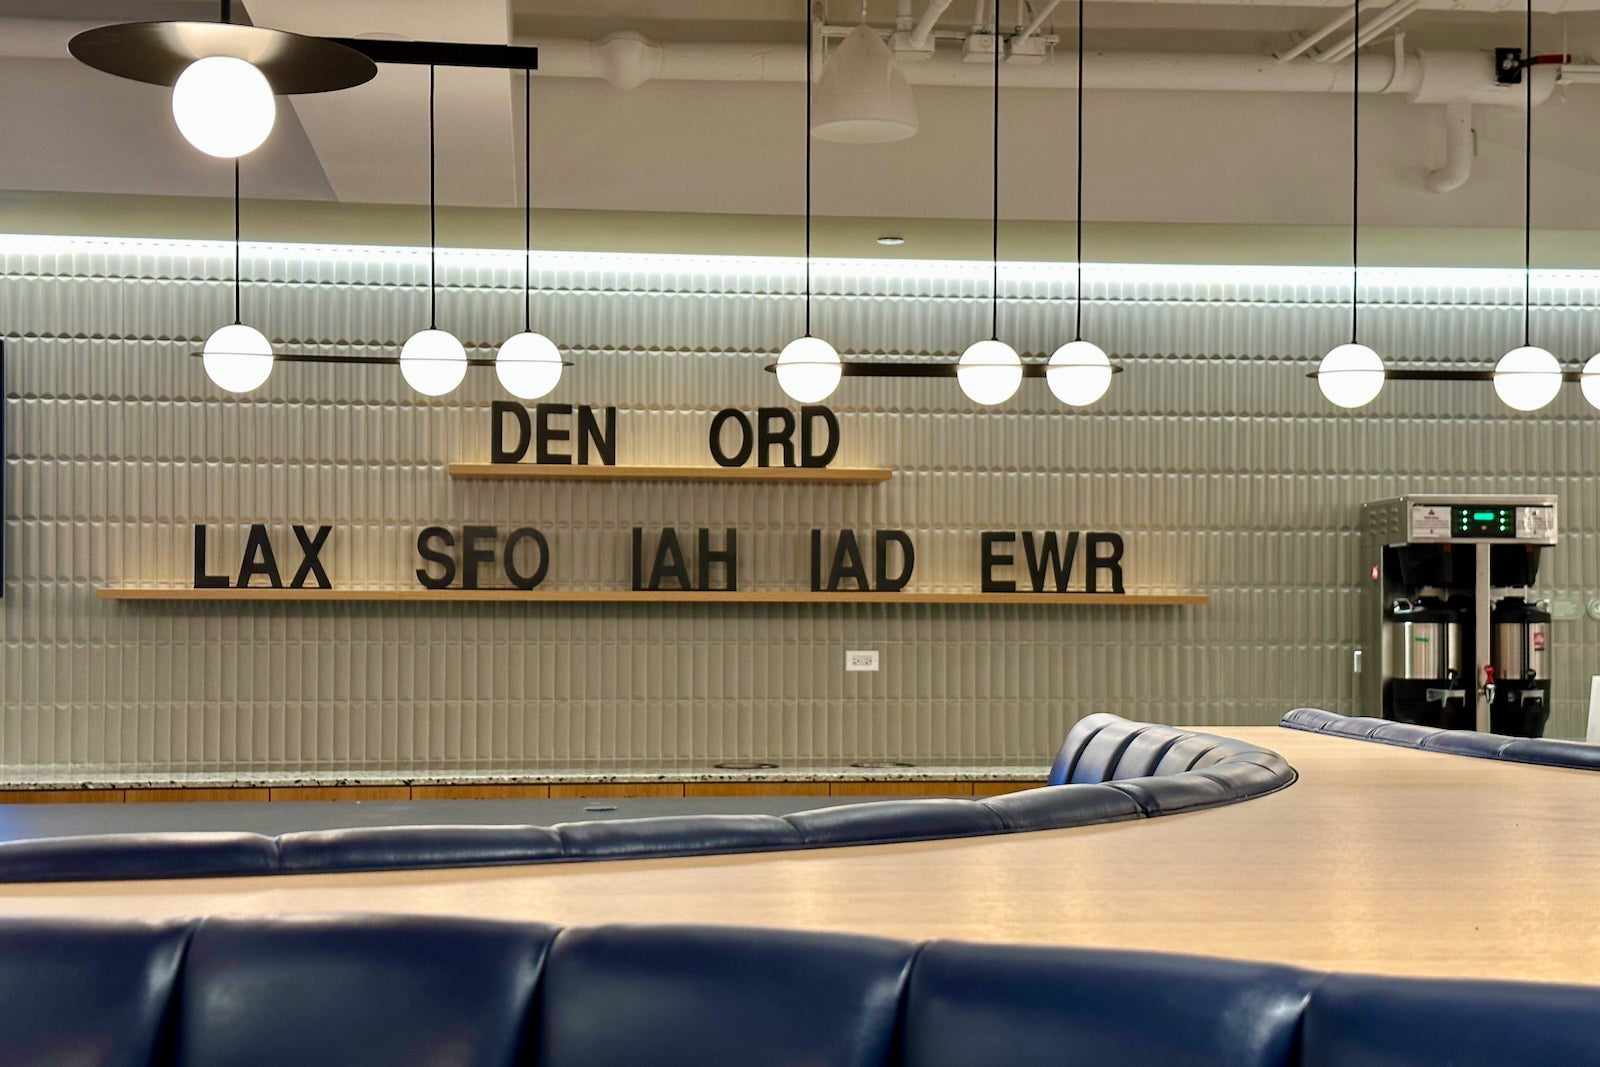 DEN ORD
LAX SFO IAH IAD EWR